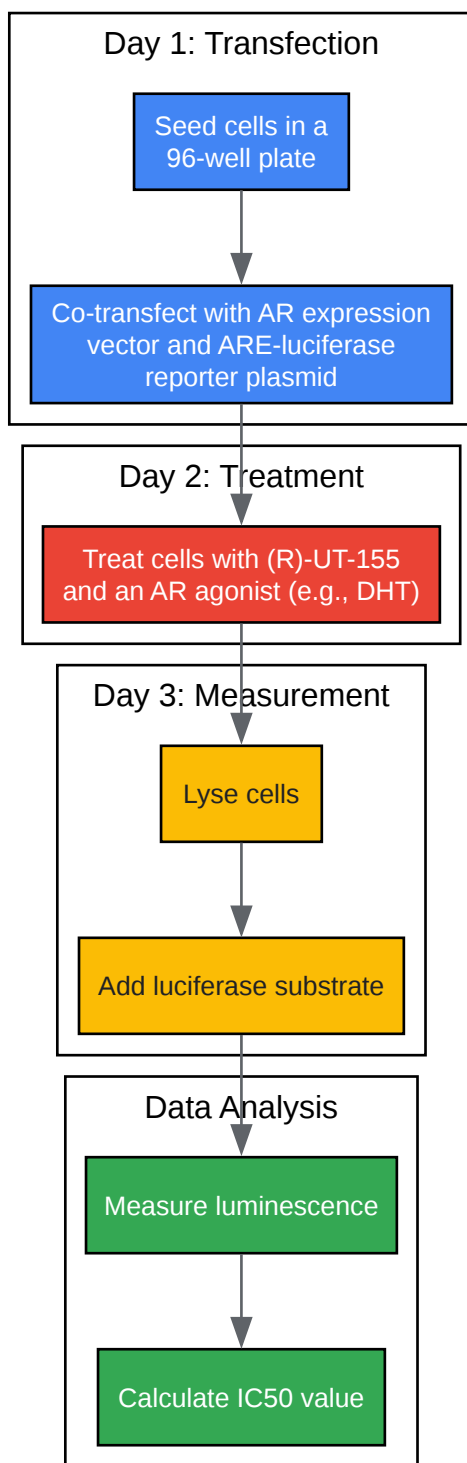 Day 1: Transfection
Seed cells in a
96-well plate
Co-transfect with AR expression
vector and ARE-luciferase
reporter plasmid
Day 2: Treatment
Treat cells with (R)-UT-155
and an AR agonist (e.g., DHT)
Day 3: Measurement
Lyse cells
Add luciferase substrate
Data Analysis
Measure luminescence
Calculate IC50 value